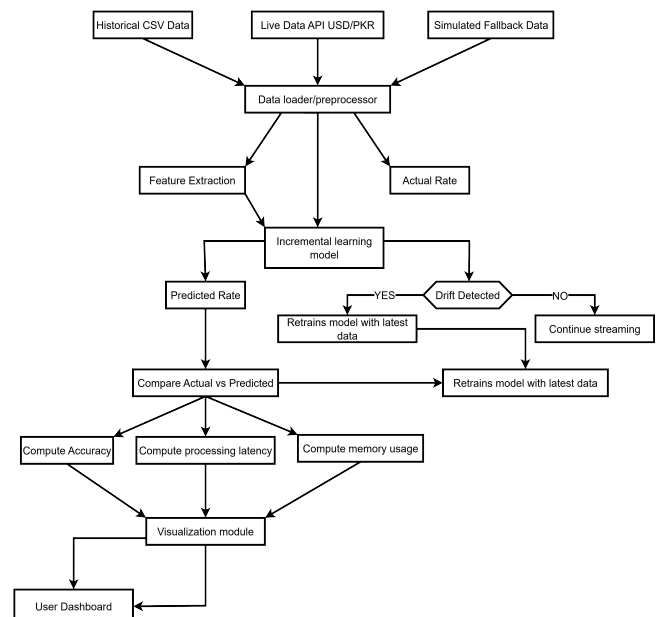 Historical CSV Data
Live Data API USD/PKR
Simulated Fallback Data
Data loader/preprocessor
Feature Extraction
Actual Rate
Incremental learning
model
Predicted Rate
Drift Detected
YES
NO
Retrains model with latest
data
Continue streaming
Compare Actual vs Predicted
Retrains model with latest data
Compute Accuracy
Compute processing latency
Compute memory usage
Visualization module
User Dashboard